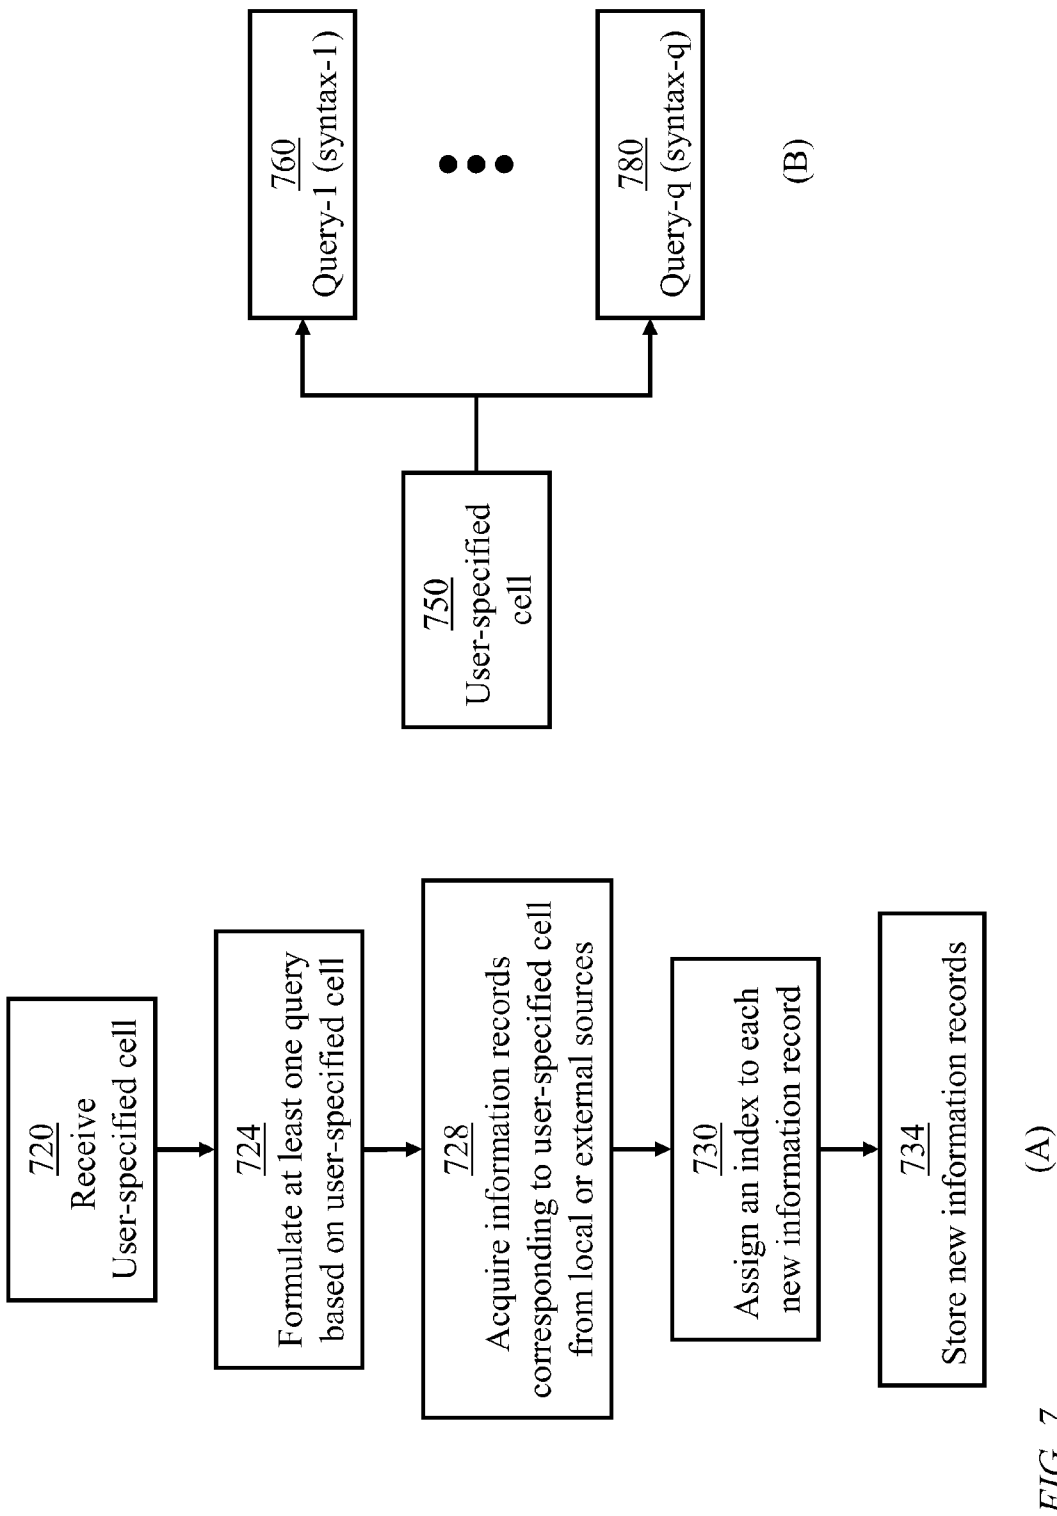 720
Receive
User-specified cell
724
Formulate at least one query
based on user-specified cell
728
Acquire information records
corresponding to user-specified cell
from local or external sources
730
Assign an index to each
new information record
734
Store new information records
(A)
750
User-specified
cell
760
Query-1 (syntax-1)
780
Query-q (syntax-q)
(B)
FIG. 7